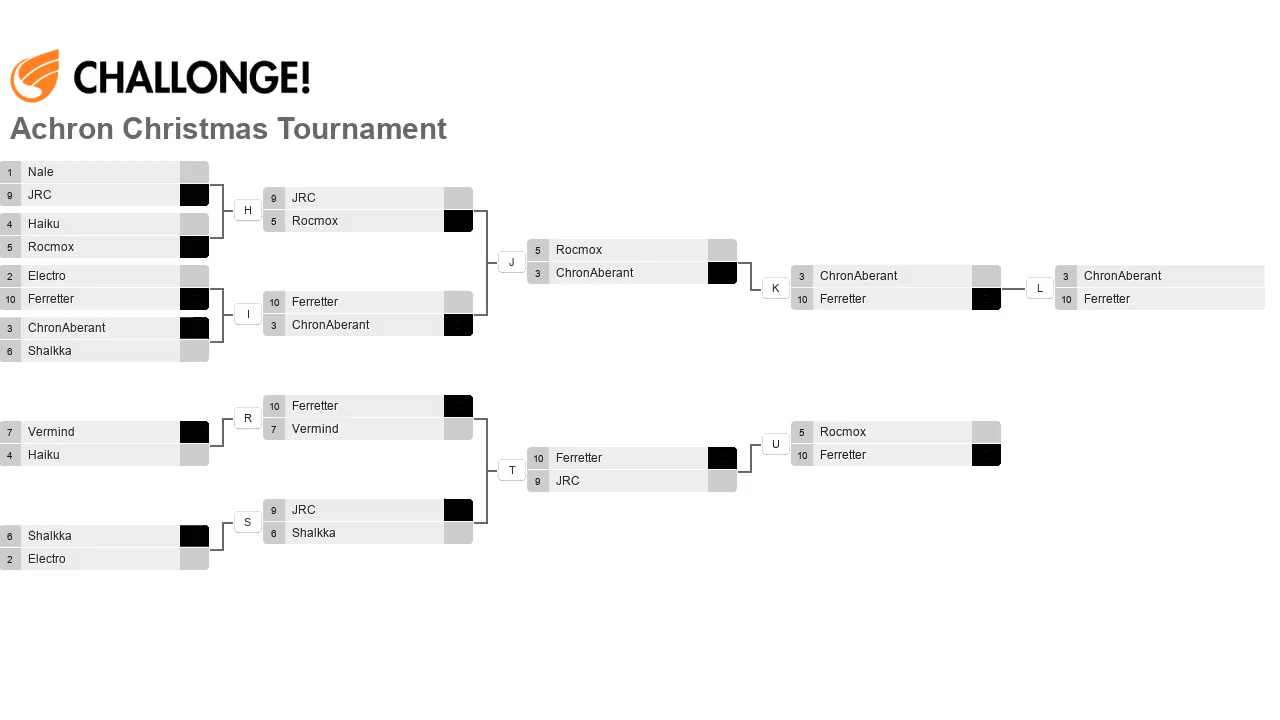 CHALLONGE!
Achron Christmas Tournament
1 Nale
9 JRC
4 Haiku
5 Rocmox
2 Electro
10 Ferretter
3 ChronAberant
6 Shalkka
H
I
9 JRC
5 Rocmox
10 Ferretter
3 ChronAberant
J
5 Rocmox
3 ChronAberant
K
3 ChronAberant
10 Ferretter
L
3 ChronAberant
10 Ferretter
7 Vermind
4 Haiku
6 Shalkka
2 Electro
R
S
10 Ferretter
7 Vermind
9 JRC
6 Shalkka
T
10 Ferretter
9 JRC
U
5 Rocmox
10 Ferretter